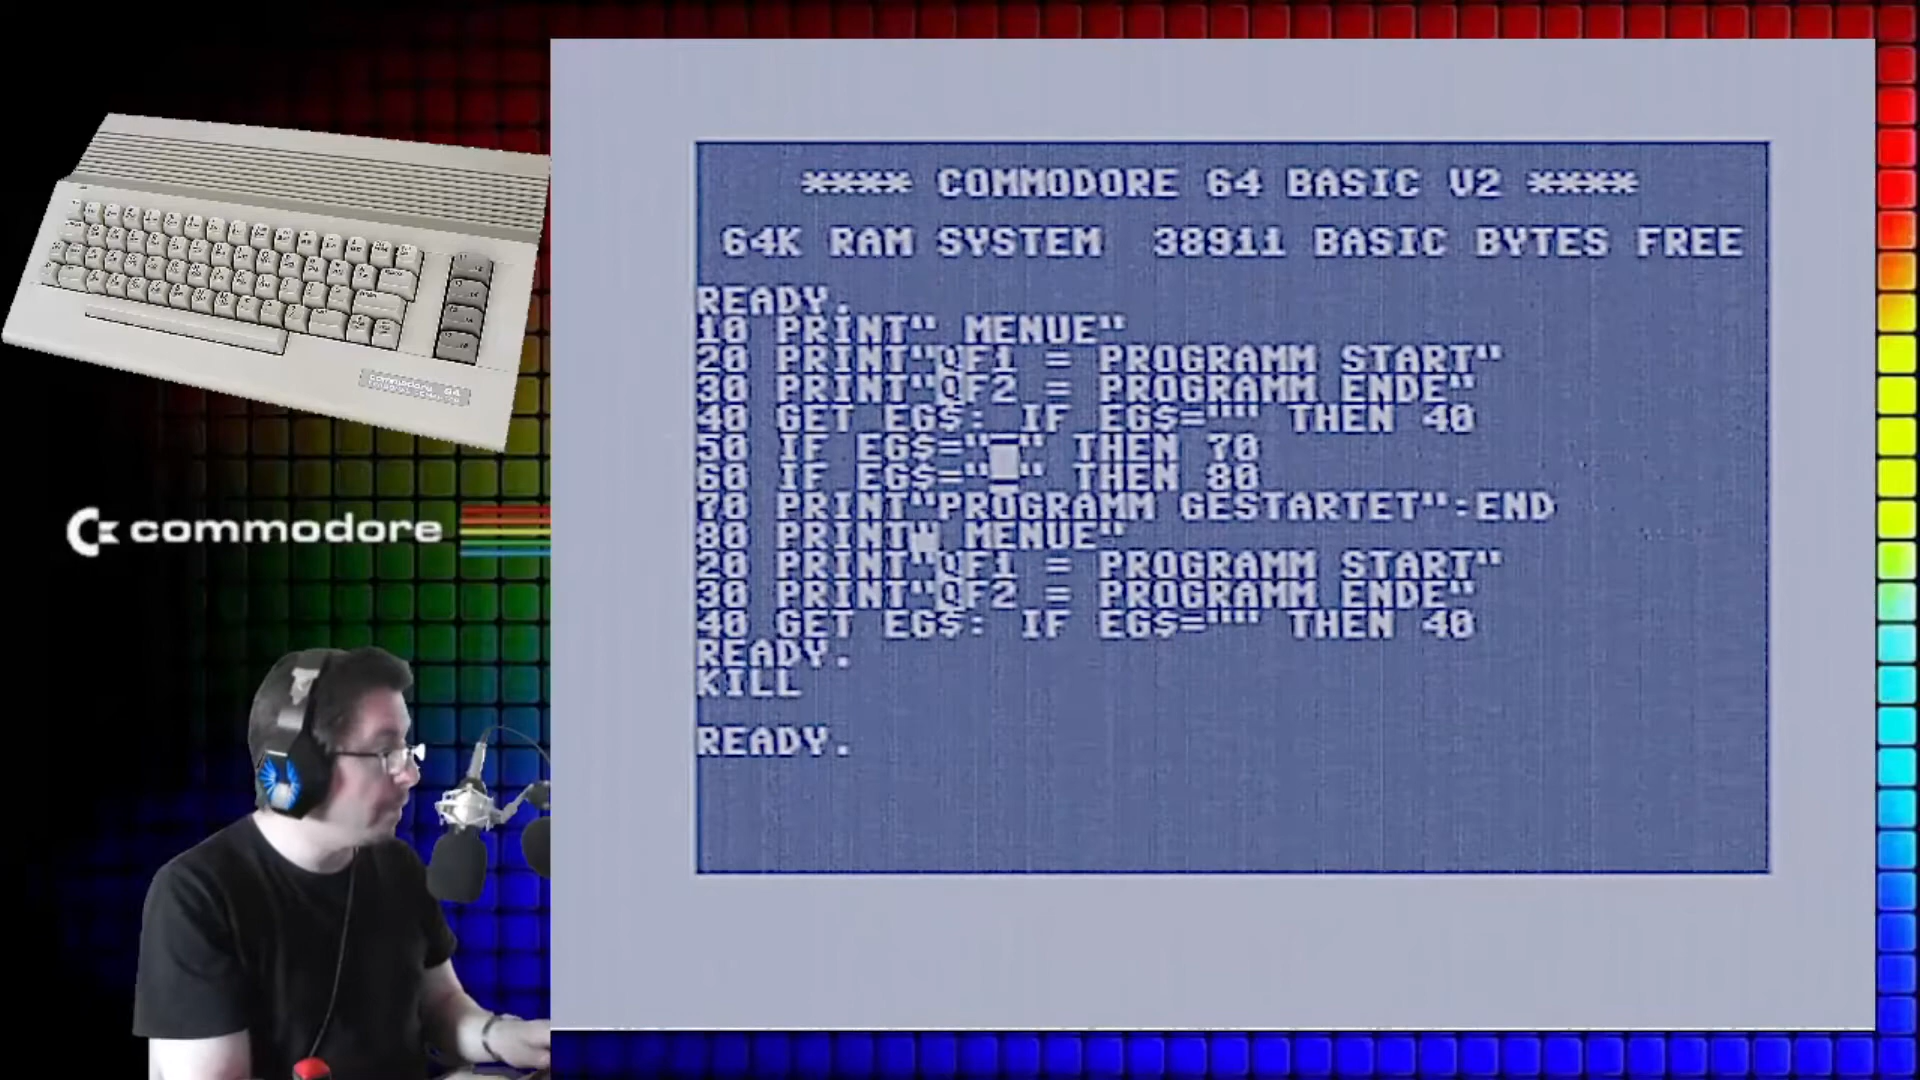 **** COMMODORE 64 BASIC V2 ****
64K RAM SYSTEM 38911 BASIC BYTES FREE
READY.
10 PRINT" MENUE"
20 PRINT"QF1 = PROGRAMM START"
30 PRINT"QF2 = PROGRAMM ENDE"
40 GET EG$: IF EG$="" THEN 40
50 IF EG$=" " THEN 70
60 IF EG$=" " THEN 80
70 PRINT"PROGRAMM GESTARTET":END
80 PRINT MENUE"
20 PRINT"QF1 = PROGRAMM START"
30 PRINT"QF2 = PROGRAMM ENDE"
40 GET EG$: IF EG$="" THEN 40
READY.
KILL
READY.
commodore
commodore 64